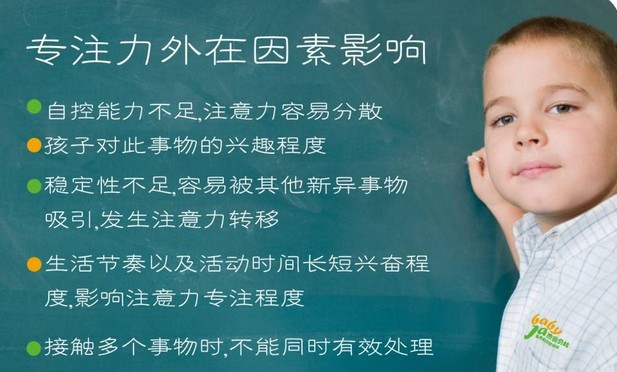 专注力外在因素影响
自控能力不足,注意力容易分散
孩子对此事物的兴趣程度
稳定性不足,容易被其他新异事物
吸引,发生注意力转移
生活节奏以及活动时间长短兴奋程
度,影响注意力专注程度
接触多个事物时,不能同时有效处理
baby